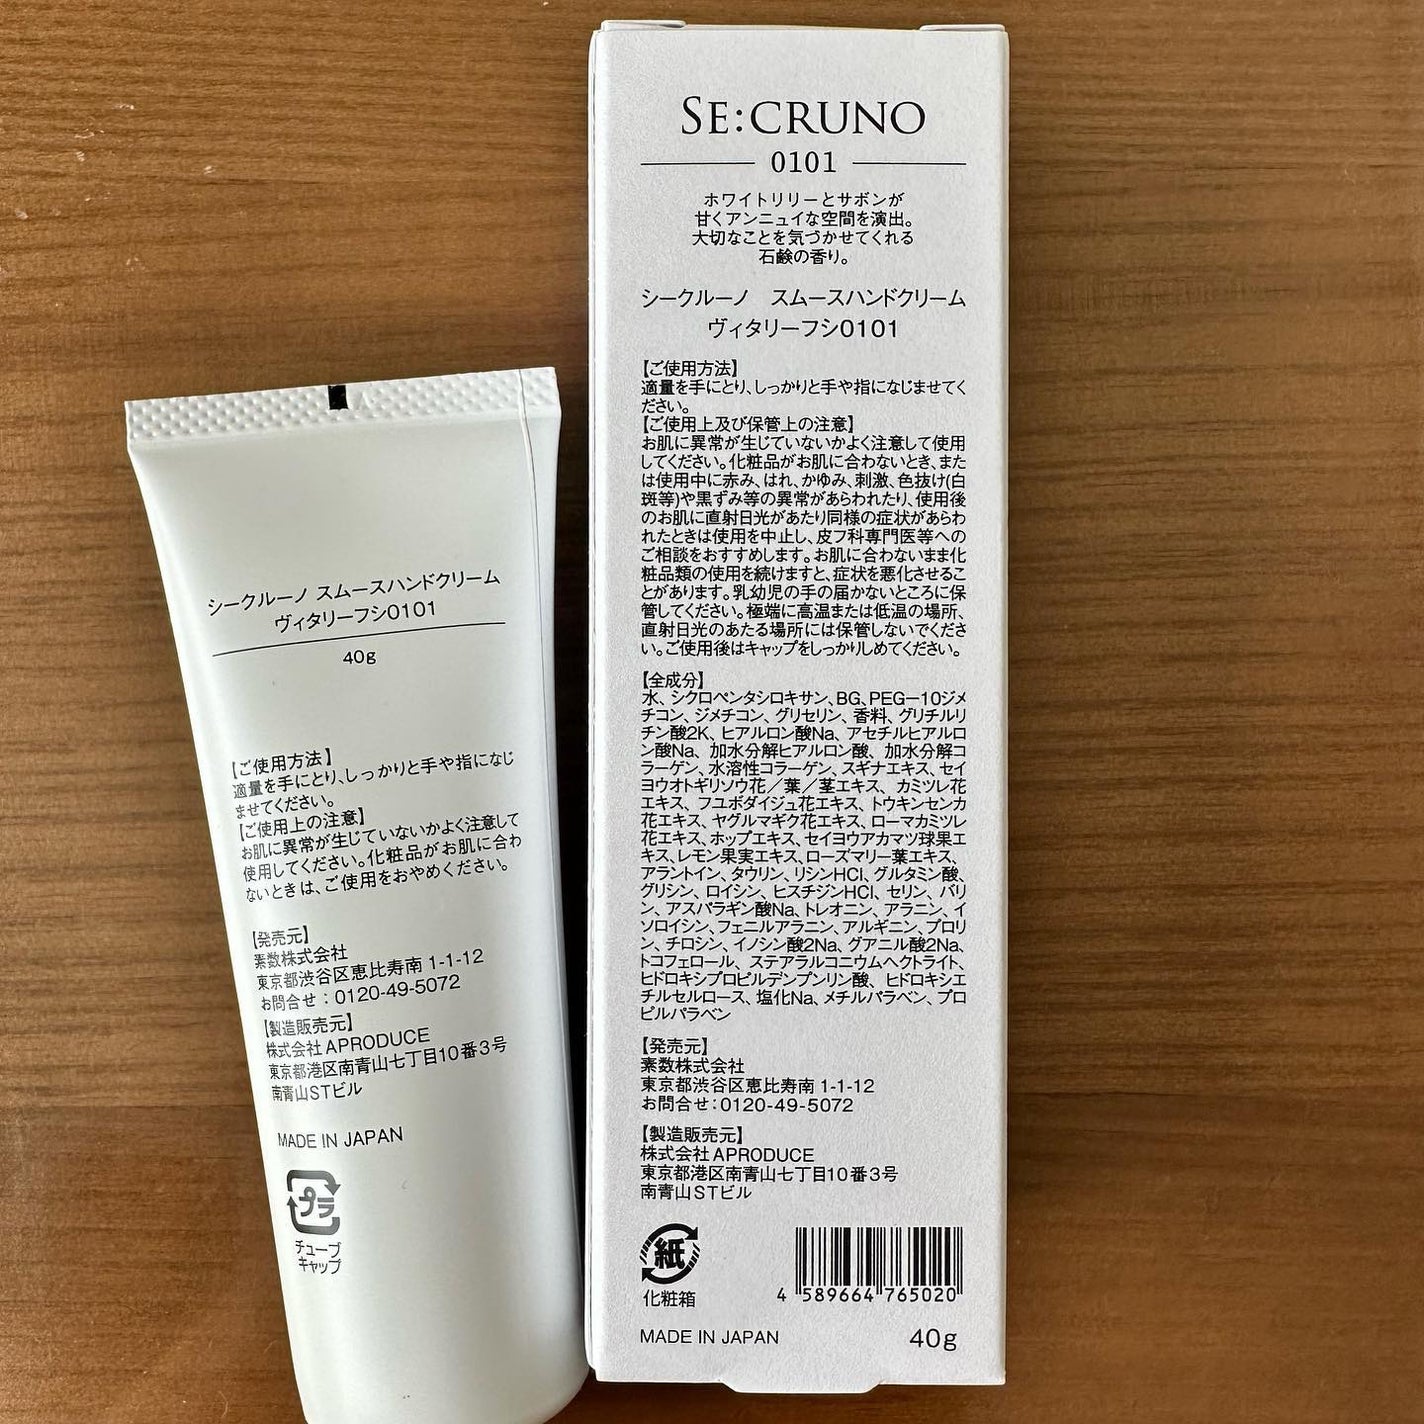 シークルーノ スムースハンドクリーム
ヴィタリーフシ0101
40g
【ご使用方法】
適量を手にとり、しっかりと手や指になじ
ませてください。
【ご使用上の注意】
お肌に異常が生じていないかよく注意して
使用してください。化粧品がお肌に合わ
ないときは、ご使用をおやめください。
【発売元】
素数株式会社
東京都渋谷区恵比寿南 1-1-12
お問合せ：0120-49-5072
【製造販売元】
株式会社 APRODUCE
東京都港区南青山七丁目10番3号
南青山STビル
MADE IN JAPAN
プラ
チューブ
キャップ
SE:CRUNO
0101
ホワイトリリーとサボンが
甘くアンニュイな空間を演出。
大切なことを気づかせてくれる
石鹸の香り。
シークルーノ スムースハンドクリーム
ヴィタリーフシ0101
【ご使用方法】
適量を手にとり、しっかりと手や指になじませてく
ださい。
【ご使用上及び保管上の注意】
お肌に異常が生じていないかよく注意して使用
してください。化粧品がお肌に合わないとき、また
は使用中に赤み、はれ、かゆみ、刺激、色抜け(白
斑等)や黒ずみ等の異常があらわれたり、使用後
のお肌に直射日光があたり同様の症状があらわ
れたときは使用を中止し、皮フ科専門医等への
ご相談をおすすめします。お肌に合わないまま化
粧品類の使用を続けますと、症状を悪化させるこ
とがあります。乳幼児の手の届かないところに保
管してください。極端に高温または低温の場所、
直射日光のあたる場所には保管しないでくださ
い。ご使用後はキャップをしっかりしめてください。
【全成分】
水、シクロペンタシロキサン、BG、PEGー10ジメ
チコン、ジメチコン、グリセリン、香料、グリチルリ
チン酸2K、ヒアルロン酸Na、アセチルヒアルロ
ン酸Na、加水分解ヒアルロン酸、加水分解コ
ラーゲン、水溶性コラーゲン、スギナエキス、セイ
ヨウオトギリソウ花／葉／茎エキス、カミツレ花
エキス、フユボダイジュ花エキス、トウキンセンカ
花エキス、ヤグルマギク花エキス、ローマカミツレ
花エキス、ホップエキス、セイヨウアカマツ球果エ
キス、レモン果実エキス、ローズマリー葉エキス、
アラントイン、タウリン、リシンHCl、グルタミン酸、
グリシン、ロイシン、ヒスチジンHCl、セリン、バリ
ン、アスパラギン酸Na、トレオニン、アラニン、イ
ソロイシン、フェニルアラニン、アルギニン、プロリ
ン、チロシン、イノシン酸2Na、グアニル酸2Na、
トコフェロール、ステアラルコニウムヘクトライト、
ヒドロキシプロピルデンプンリン酸、ヒドロキシエ
チルセルロース、塩化Na、メチルパラベン、プロ
ピルパラベン
【発売元】
素数株式会社
東京都渋谷区恵比寿南 1-1-12
お問合せ：0120-49-5072
【製造販売元】
株式会社 APRODUCE
東京都港区南青山七丁目10番3号
南青山STビル
紙
化粧箱
4 589664 765020
MADE IN JAPAN 40g